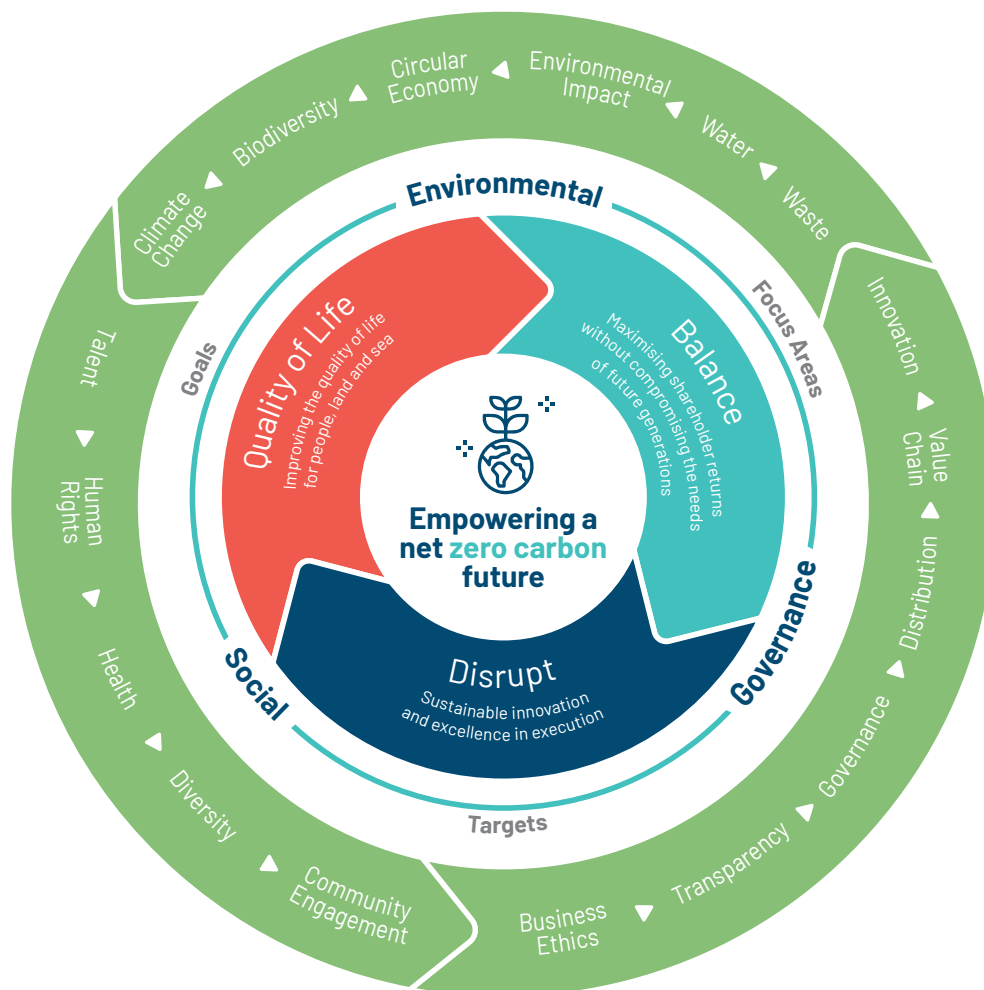 Circular
Economy
Environmental
Impact
Water
Waste
Biodiversity
Climate
Change
Innovation
Value
Chain
Distribution
Governance
Transparency
Business
Ethics
Community
Engagement
Diversity
Health
Human
Rights
Talent
Environmental
Focus Areas
Governance
Targets
Social
Goals
Quality of Life
Improving the quality of life
for people, land and sea
Balance
Maximising shareholder returns
without compromising the needs
of future generations
Disrupt
Sustainable innovation
and excellence in execution
Empowering a
net zero carbon
future